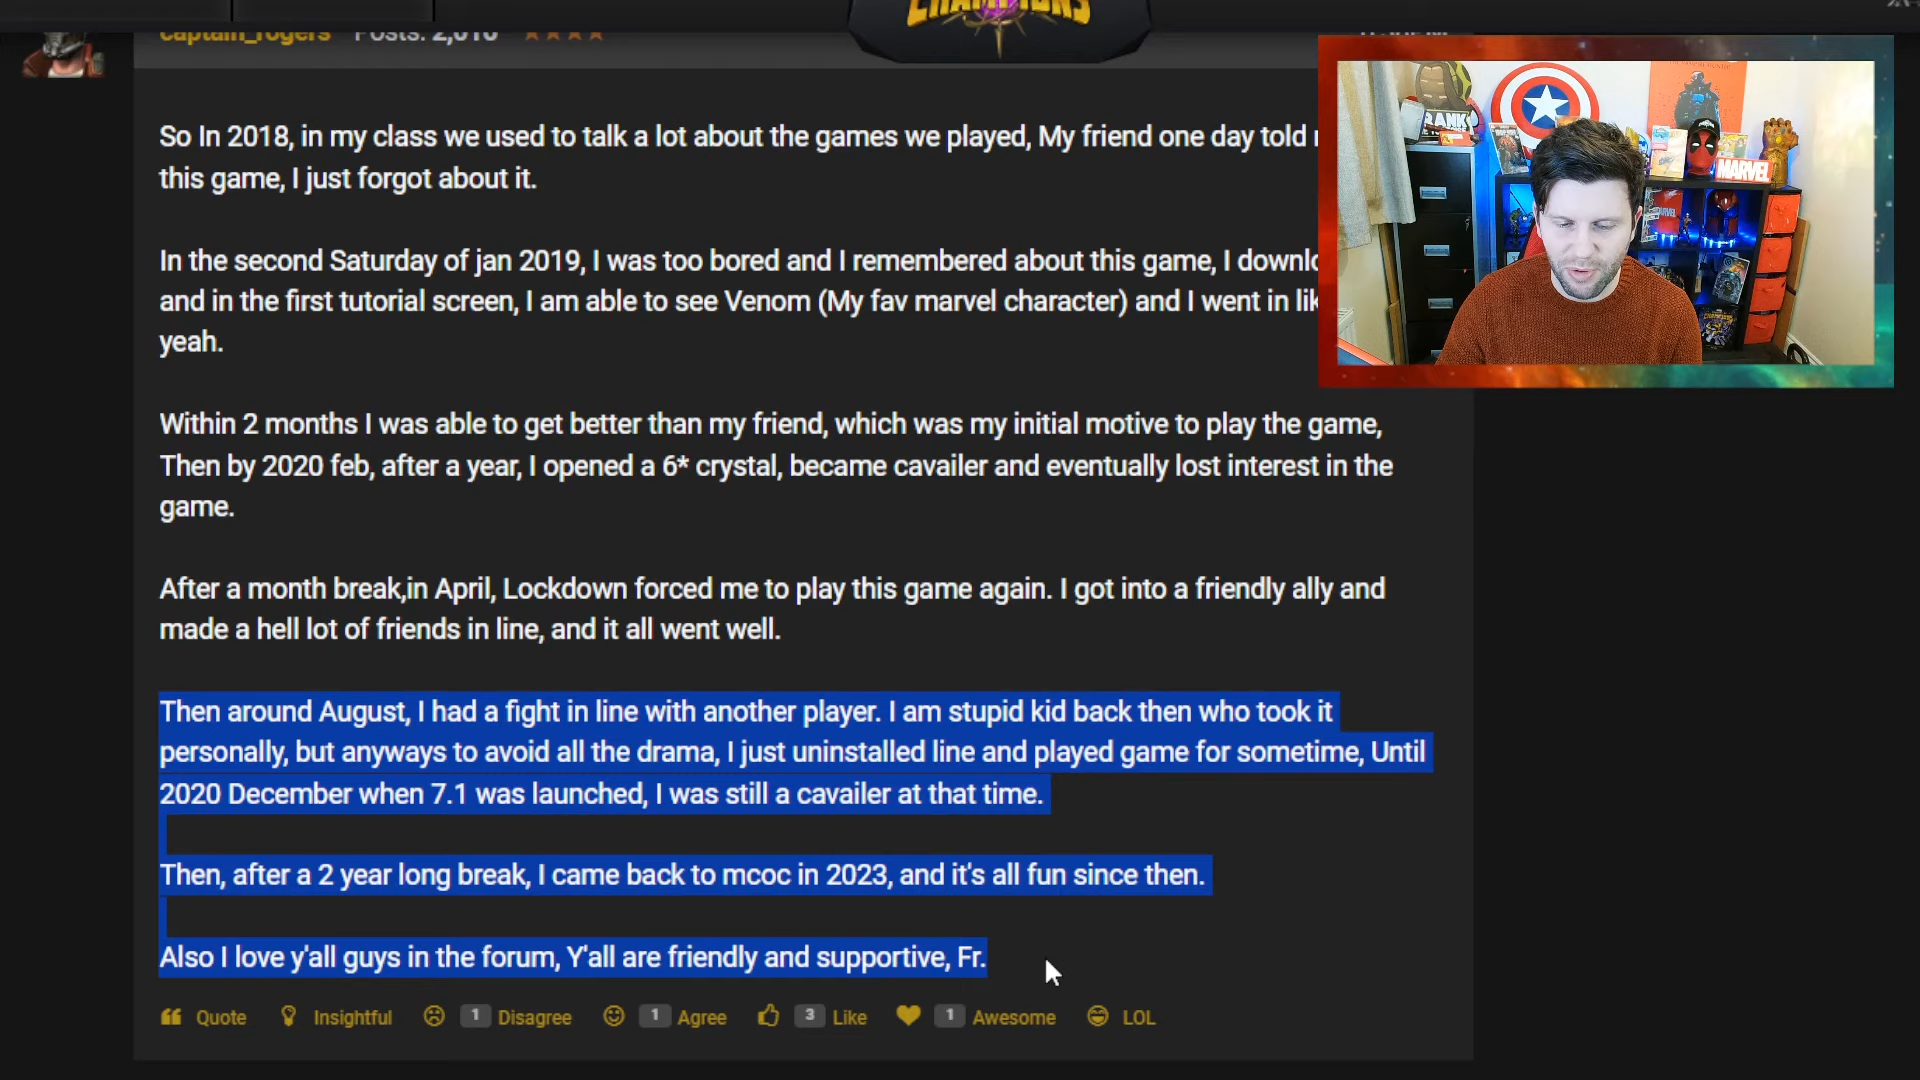 CHAMPIONS
captain_rogers Posts: 2,010
So In 2018, in my class we used to talk a lot about the games we played, My friend one day told
this game, I just forgot about it.
In the second Saturday of jan 2019, I was too bored and I remembered about this game, I downlo
and in the first tutorial screen, I am able to see Venom (My fav marvel character) and I went in lik
yeah.
Within 2 months I was able to get better than my friend, which was my initial motive to play the game,
Then by 2020 feb, after a year, I opened a 6* crystal, became cavailer and eventually lost interest in the
game.
After a month break,in April, Lockdown forced me to play this game again. I got into a friendly ally and
made a hell lot of friends in line, and it all went well.
Then around August, I had a fight in line with another player. I am stupid kid back then who took it
personally, but anyways to avoid all the drama, I just uninstalled line and played game for sometime, Until
2020 December when 7.1 was launched, I was still a cavailer at that time.
Then, after a 2 year long break, I came back to mcoc in 2023, and it's all fun since then.
Also I love y'all guys in the forum, Y'all are friendly and supportive, Fr.
Quote Insightful 1 Disagree 1 Agree 3 Like 1 Awesome LOL
MARVEL